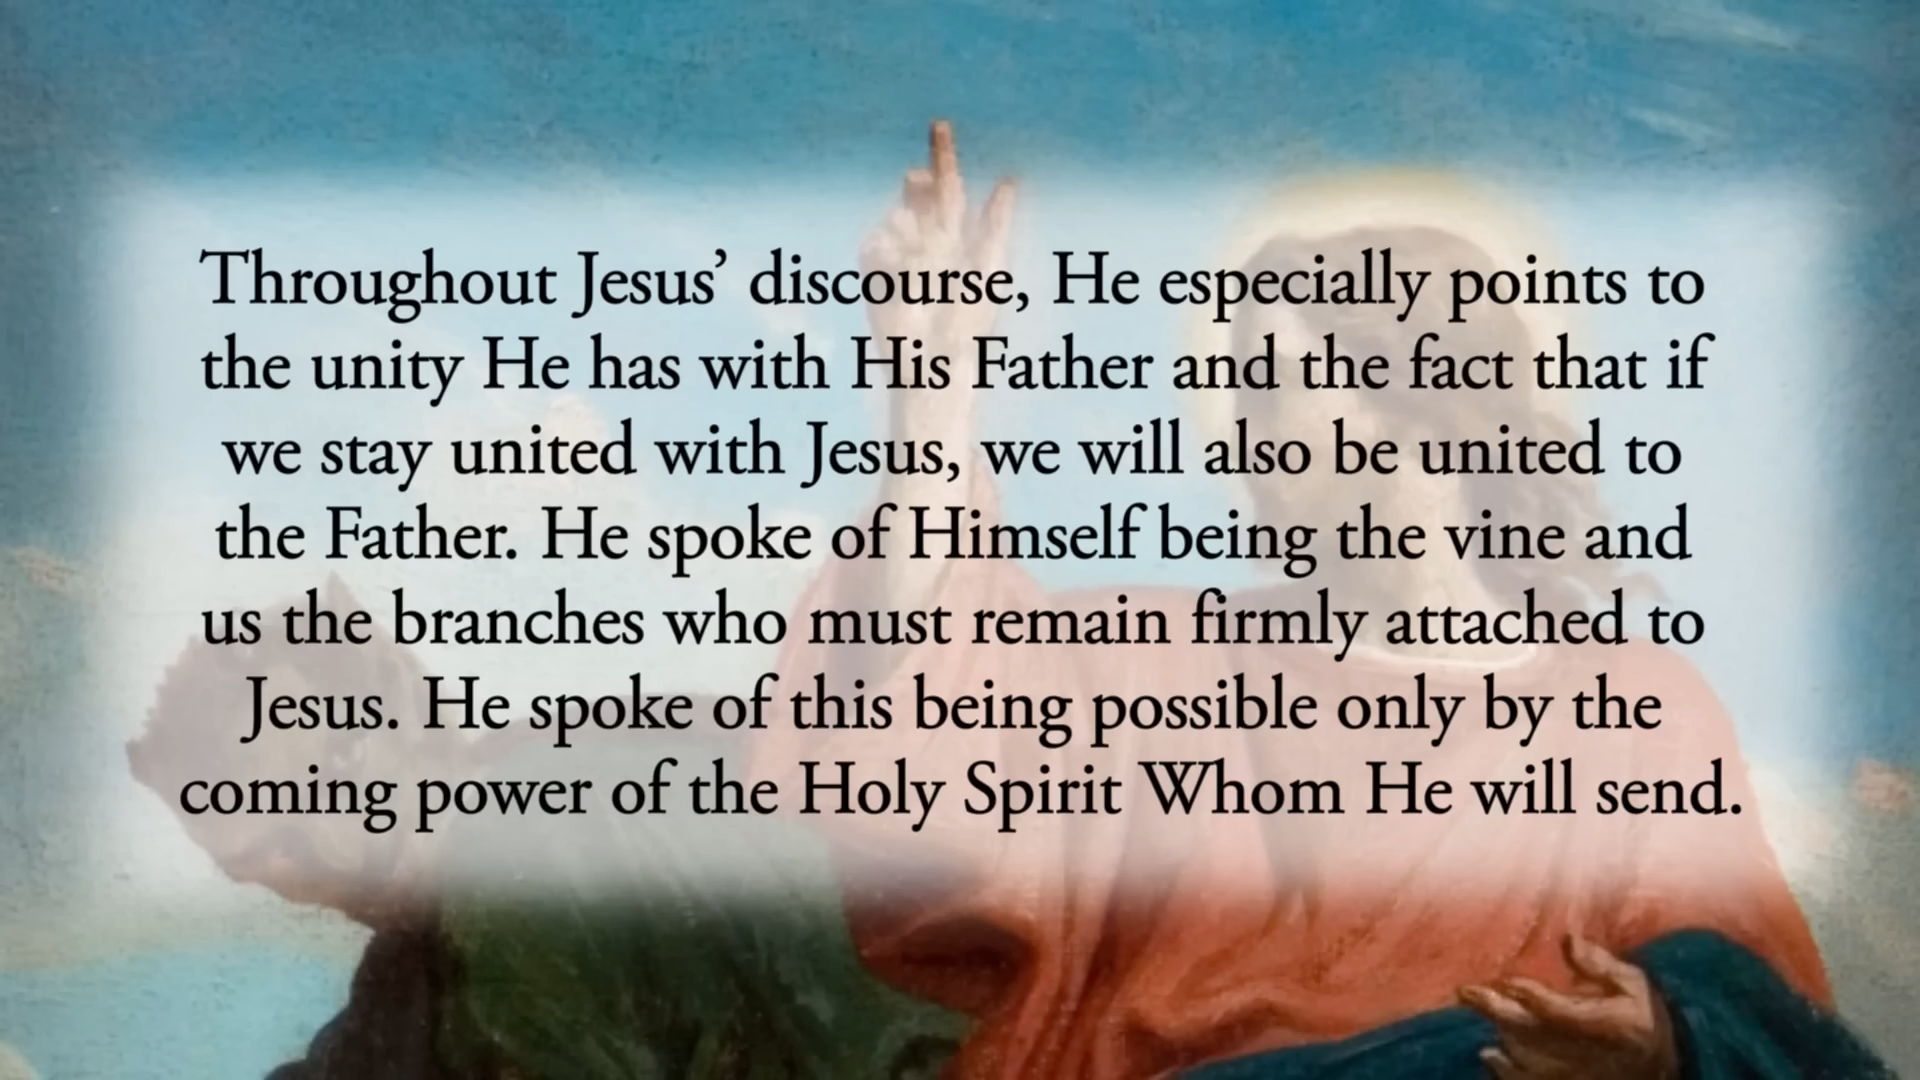 Throughout Jesus’ discourse, He especially points to
the unity He has with His Father and the fact that if
we stay united with Jesus, we will also be united to
the Father. He spoke of Himself being the vine and
us the branches who must remain firmly attached to
Jesus. He spoke of this being possible only by the
coming power of the Holy Spirit Whom He will send.